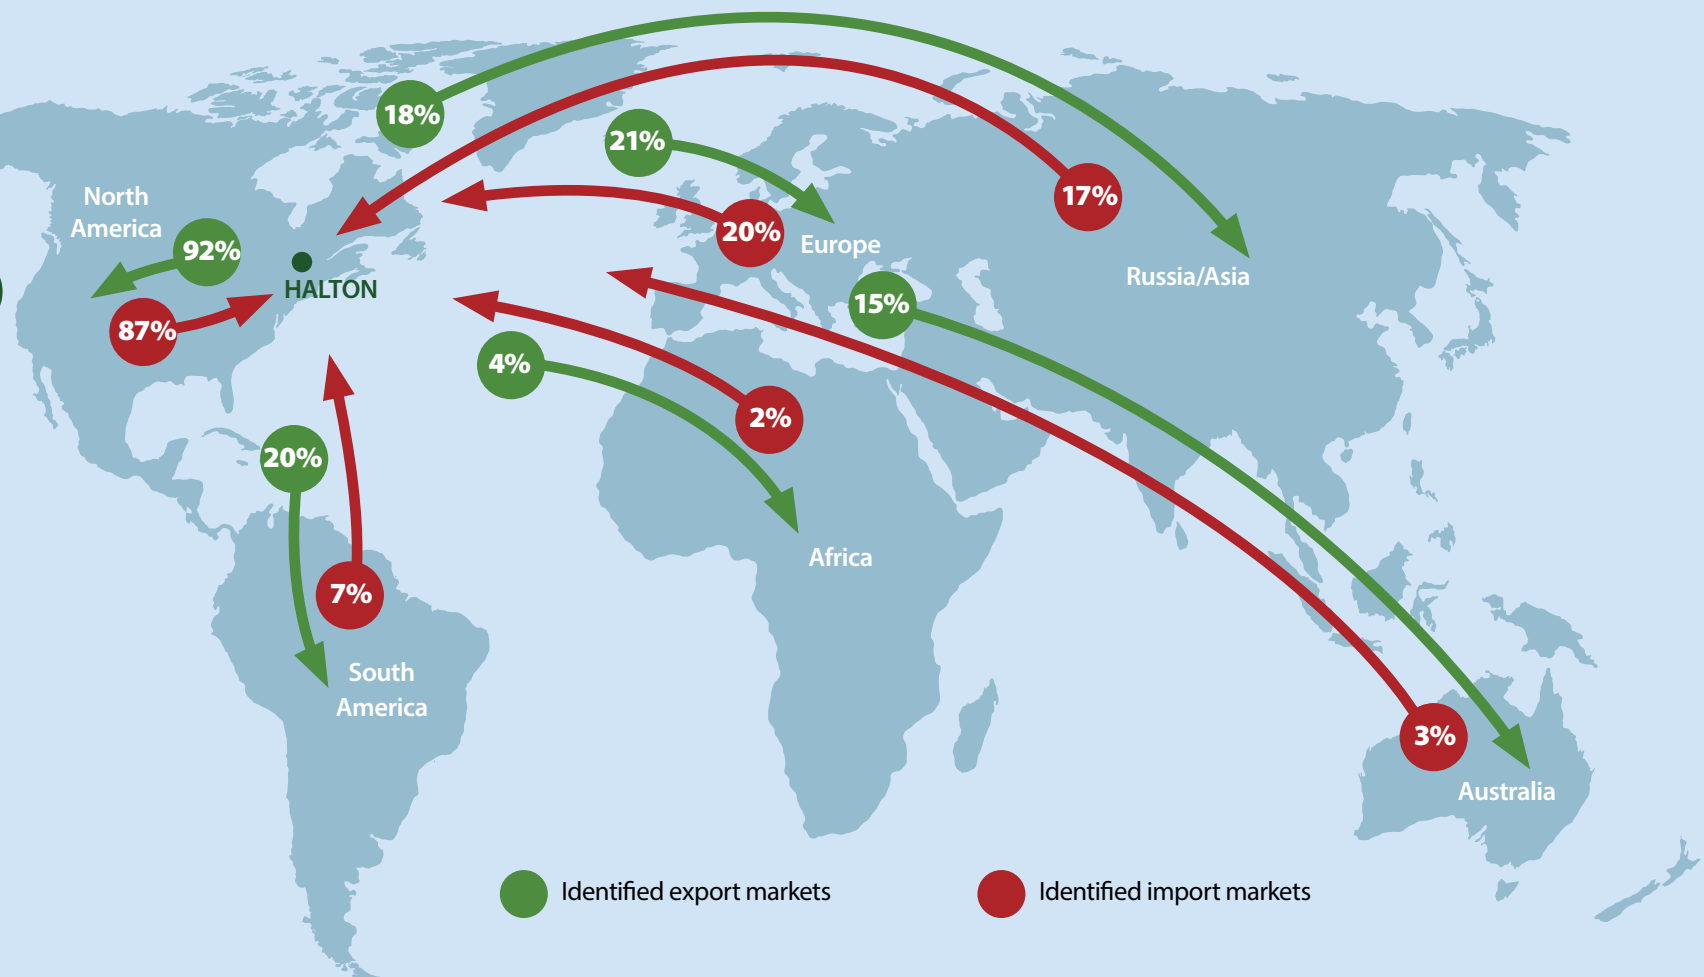 18%
21%
17%
North
America
92%
20%
Europe
Russia/Asia
HALTON
87%
15%
4%
2%
20%
Africa
7%
South
America
3%
Australia
Identified export markets
Identified import markets